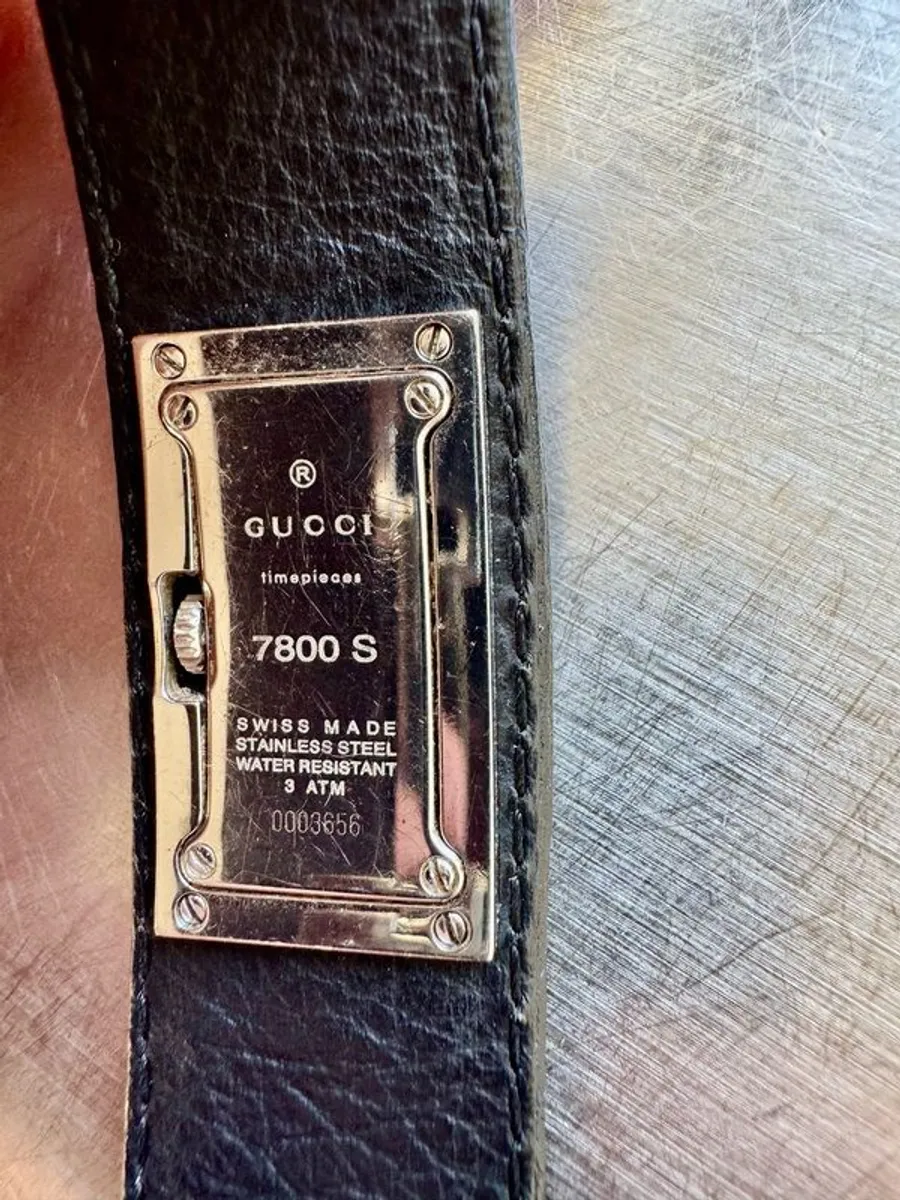 ®
GUCCI
timepieces
7800 S
SWISS MADE
STAINLESS STEEL
WATER RESISTANT
3 ATM
0003656